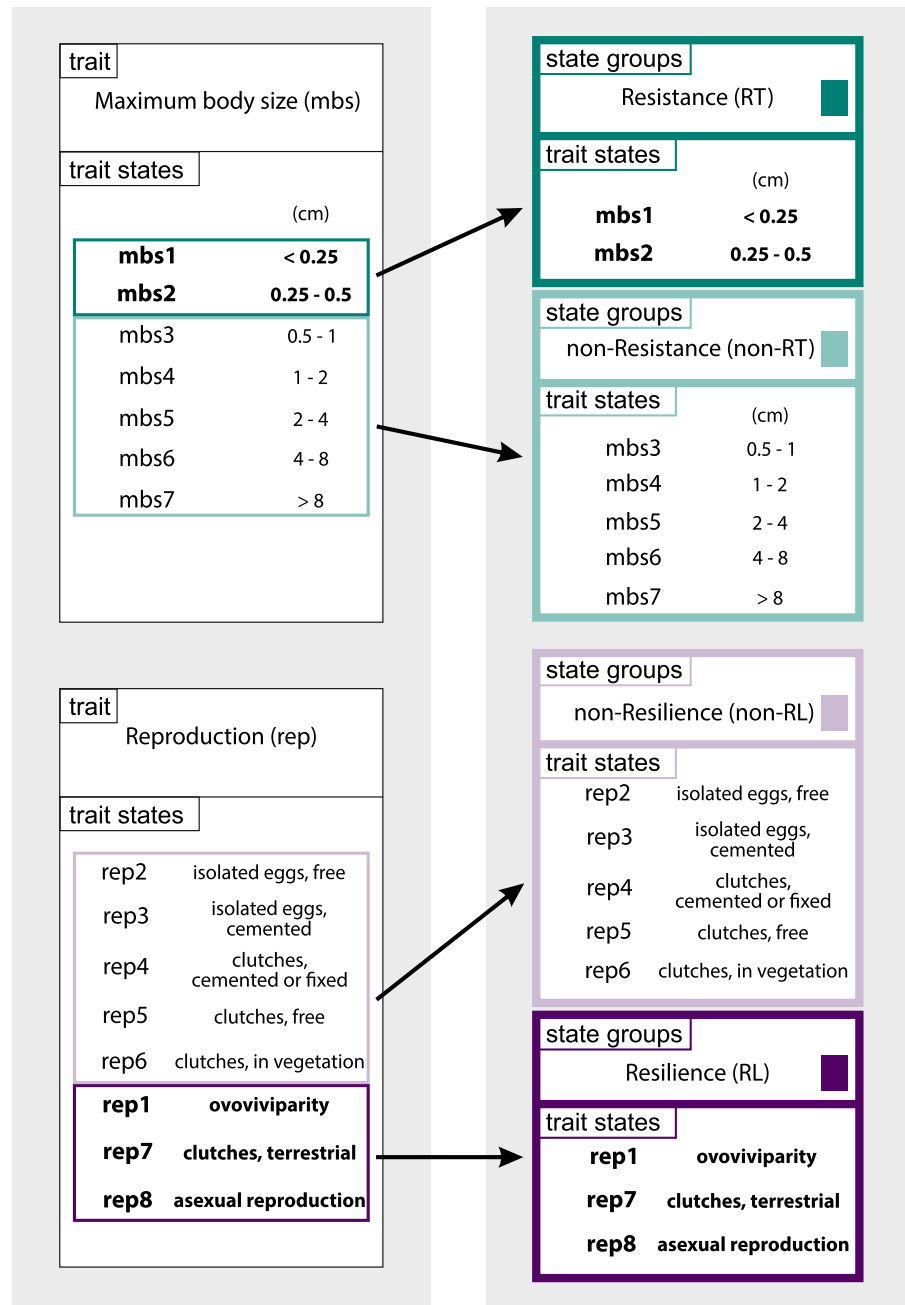 trait
Maximum body size (mbs)
trait states
(cm)
mbs1 < 0.25
mbs2 0.25 - 0.5
mbs3 0.5 - 1
mbs4 1 - 2
mbs5 2 - 4
mbs6 4 - 8
mbs7 > 8
trait
Reproduction (rep)
trait states
rep2 isolated eggs, free
rep3 isolated eggs,
cemented
rep4 clutches,
cemented or fixed
rep5 clutches, free
rep6 clutches, in vegetation
rep1 ovoviviparity
rep7 clutches, terrestrial
rep8 asexual reproduction
state groups
Resistance (RT)
trait states
(cm)
mbs1 < 0.25
mbs2 0.25 - 0.5
state groups
non-Resistance (non-RT)
trait states
(cm)
mbs3 0.5 - 1
mbs4 1 - 2
mbs5 2 - 4
mbs6 4 - 8
mbs7 > 8
state groups
non-Resilience (non-RL)
trait states
rep2 isolated eggs, free
rep3 isolated eggs,
cemented
rep4 clutches,
cemented or fixed
rep5 clutches, free
rep6 clutches, in vegetation
state groups
Resilience (RL)
trait states
rep1 ovoviviparity
rep7 clutches, terrestrial
rep8 asexual reproduction